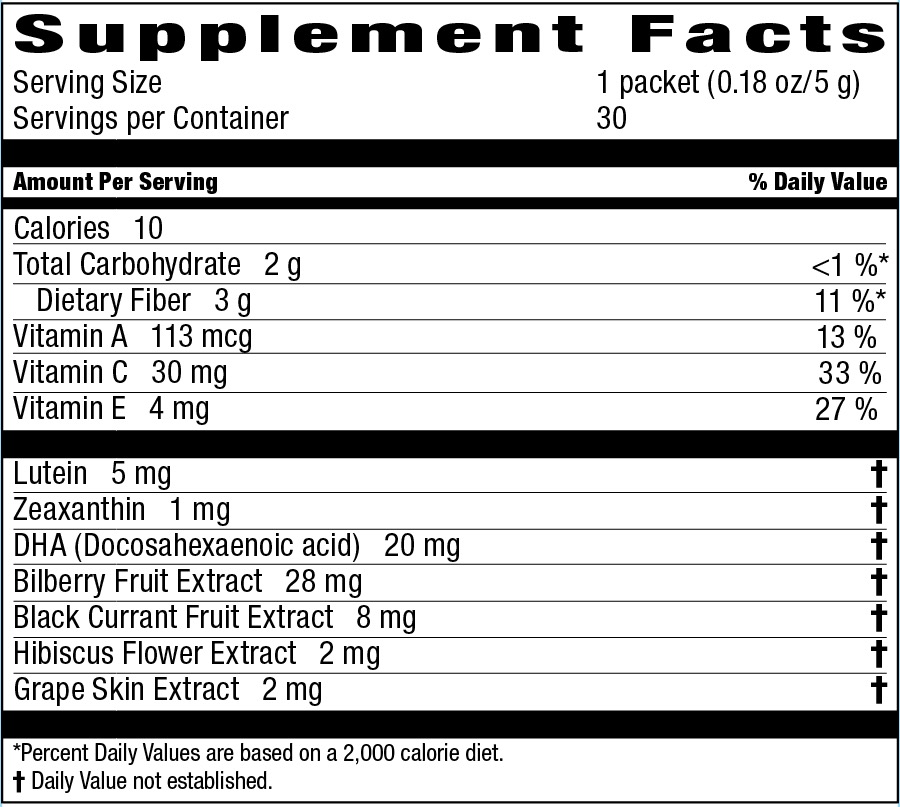 Supplement Facts
Serving Size 1 packet (0.18 oz/5 g)
Servings per Container 30
Amount Per Serving % Daily Value
Calories 10
Total Carbohydrate 2 g <1 %*
Dietary Fiber 3 g 11 %*
Vitamin A 113 mcg 13 %
Vitamin C 30 mg 33 %
Vitamin E 4 mg 27 %
Lutein 5 mg †
Zeaxanthin 1 mg †
DHA (Docosahexaenoic acid) 20 mg †
Bilberry Fruit Extract 28 mg †
Black Currant Fruit Extract 8 mg †
Hibiscus Flower Extract 2 mg †
Grape Skin Extract 2 mg †
*Percent Daily Values are based on a 2,000 calorie diet.
† Daily Value not established.